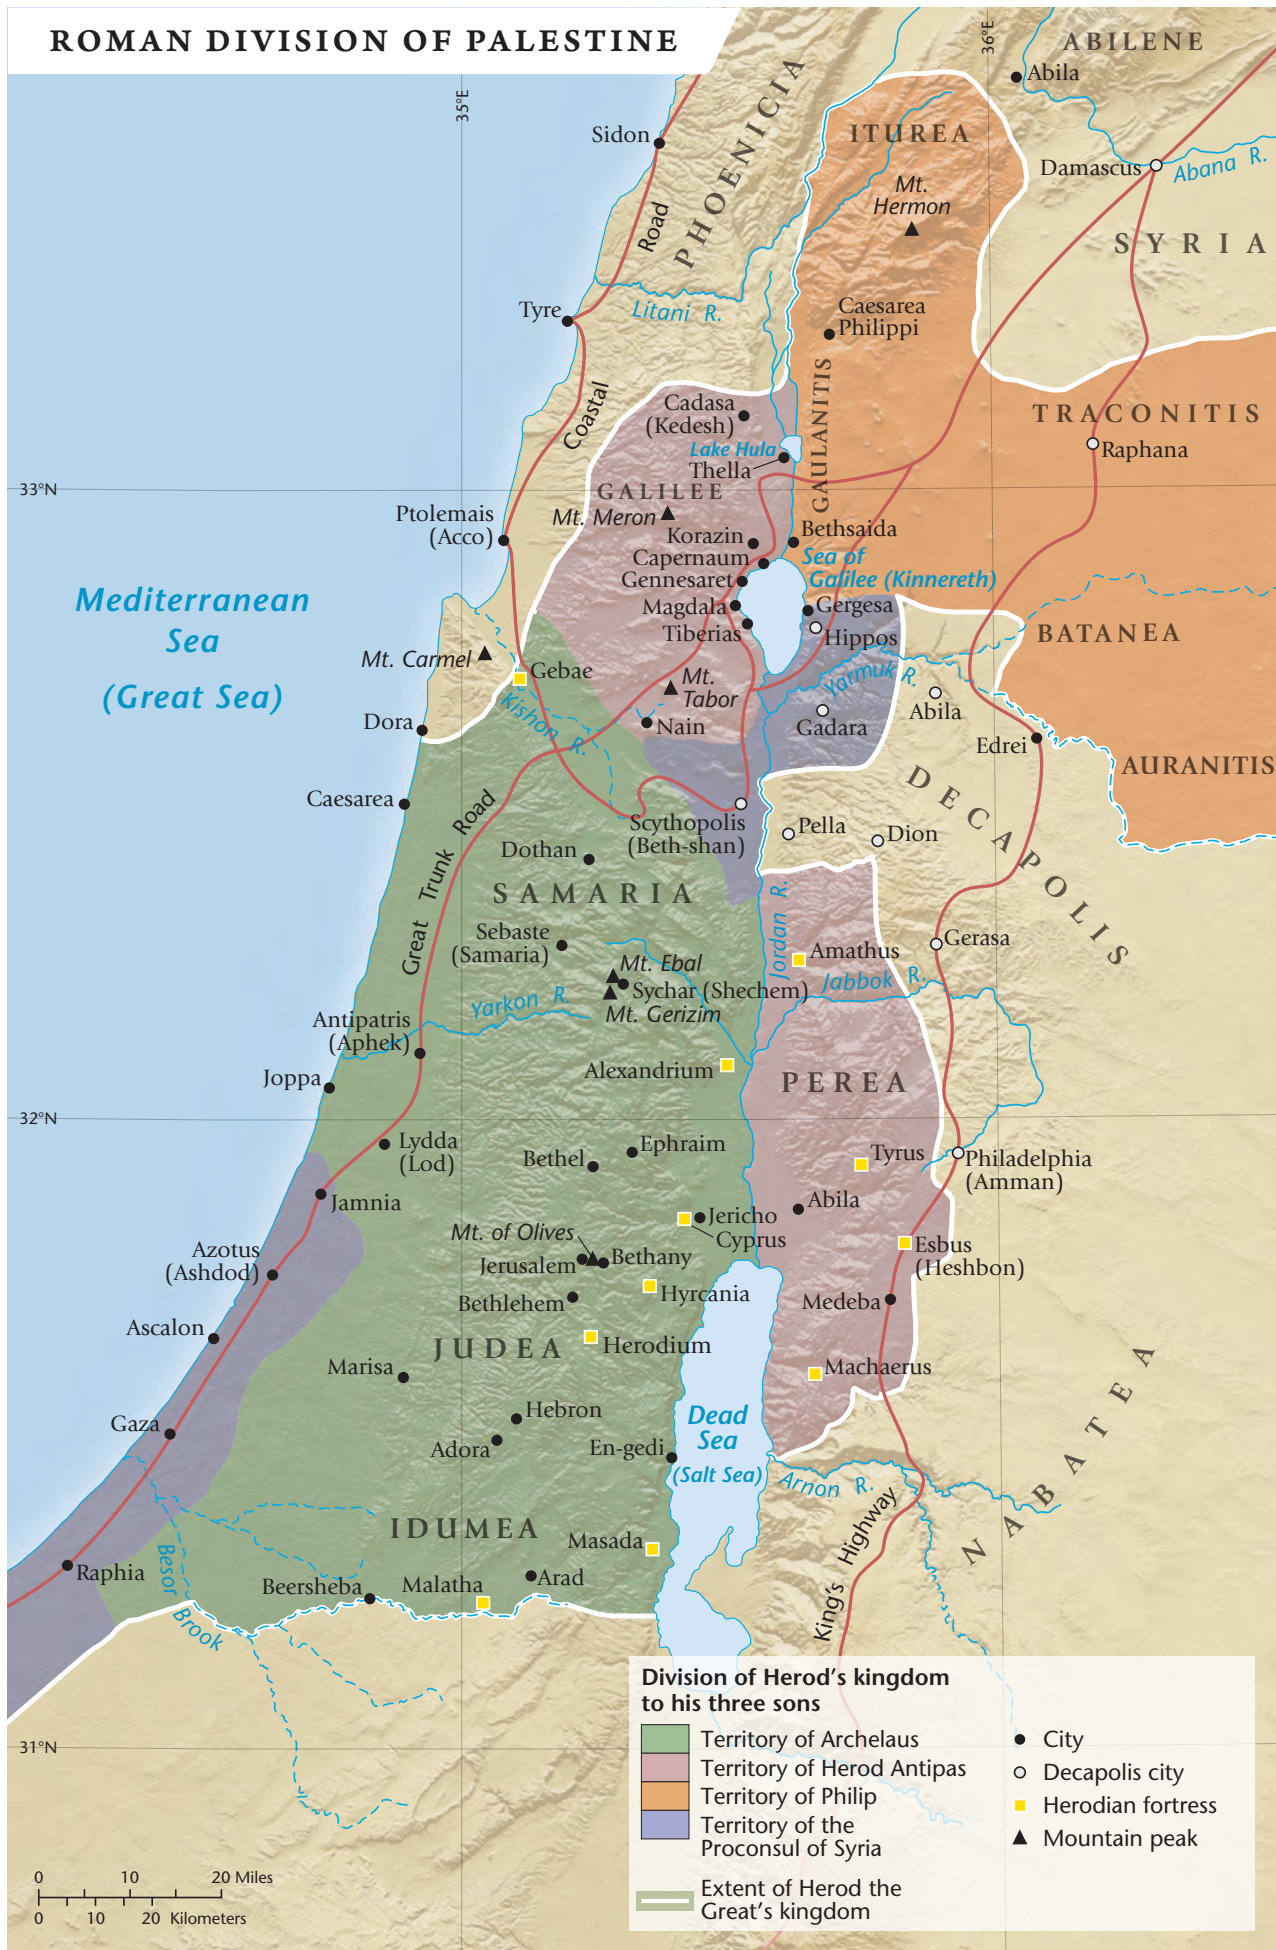 ROMAN DIVISION OF PALESTINE
36°E
ABILENE
Abila
35°E
PHOENICIA
ITUREA
Sidon
Damascus
Abana R.
Mt.
Hermon
Road
SYRIA
Tyre
Litani R.
Caesarea
Philippi
Coastal
GAULANITIS
Cadasa
(Kedesh)
TRACONITIS
Lake Hula
Raphana
Thella
33°N
GALILEE
Mt. Meron
Ptolemais
(Acco)
Korazin
Bethsaida
Capernaum
Sea of
Galilee (Kinnereth)
Gennesaret
Mediterranean
Sea
(Great Sea)
Magdala
Gergesa
Tiberias
Hippos
BATANEA
Mt. Carmel
Gebae
Mt.
Tabor
Yarmuk R.
Kishon R.
Abila
Dora
Nain
Gadara
Edrei
AURANITIS
DECAPOLIS
Caesarea
Great Trunk Road
Scythopolis
(Beth-shan)
Pella
Dion
Dothan
SAMARIA
Jordan R.
Sebaste
(Samaria)
Gerasa
Amathus
Mt. Ebal
Jabbok R.
Sychar (Shechem)
Yarkon R.
Mt. Gerizim
Antipatris
(Aphek)
Alexandrium
PEREA
Joppa
32°N
Lydda
(Lod)
Ephraim
Bethel
Tyrus
Philadelphia
(Amman)
Jamnia
Abila
Jericho
Cyprus
Mt. of Olives
Azotus
(Ashdod)
Jerusalem
Bethany
Esbus
(Heshbon)
Hyrcania
Bethlehem
Medeba
Ascalon
JUDEA
Herodium
Marisa
Machaerus
NABATEA
Hebron
Gaza
Adora
En-gedi
Dead
Sea
(Salt Sea)
Arnon R.
King's Highway
IDUMEA
Masada
Raphia
Besor Brook
Beersheba
Malatha
Arad
Division of Herod's kingdom
to his three sons
Territory of Archelaus
Territory of Herod Antipas
Territory of Philip
Territory of the
Proconsul of Syria
Extent of Herod the
Great's kingdom
City
Decapolis city
Herodian fortress
Mountain peak
31°N
0 10 20 Miles
0 10 20 Kilometers